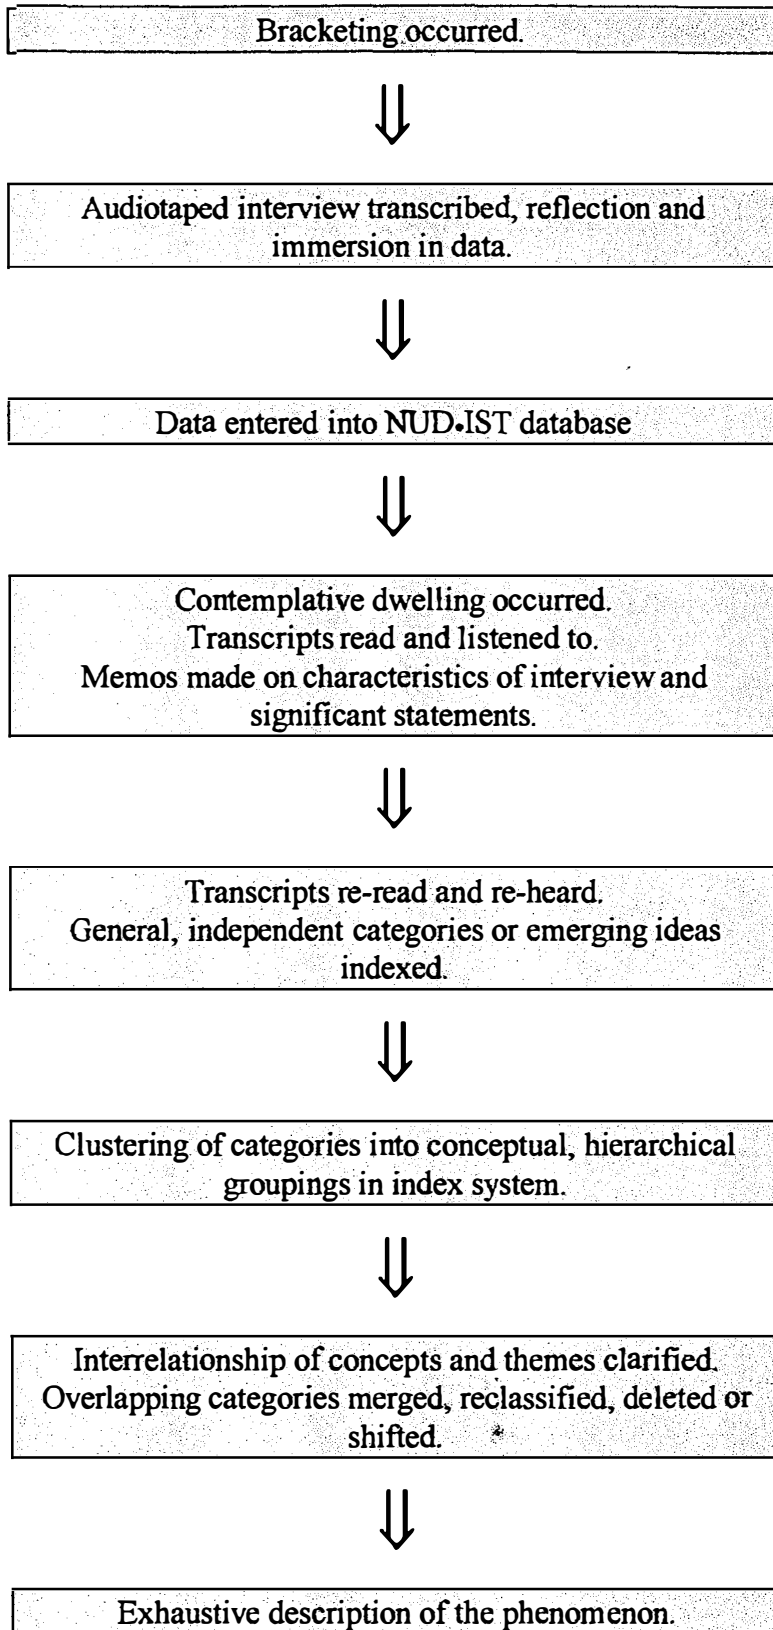 Bracketing occurred.
⇓
Audiotaped interview transcribed, reflection and
immersion in data.
⇓
Data entered into NUD•IST database
⇓
Contemplative dwelling occurred.
Transcripts read and listened to.
Memos made on characteristics of interview and
significant statements.
⇓
Transcripts re-read and re-heard.
General, independent categories or emerging ideas
indexed.
⇓
Clustering of categories into conceptual, hierarchical
groupings in index system.
⇓
Interrelationship of concepts and themes clarified.
Overlapping categories merged, reclassified, deleted or
shifted.
⇓
Exhaustive description of the phenomenon.